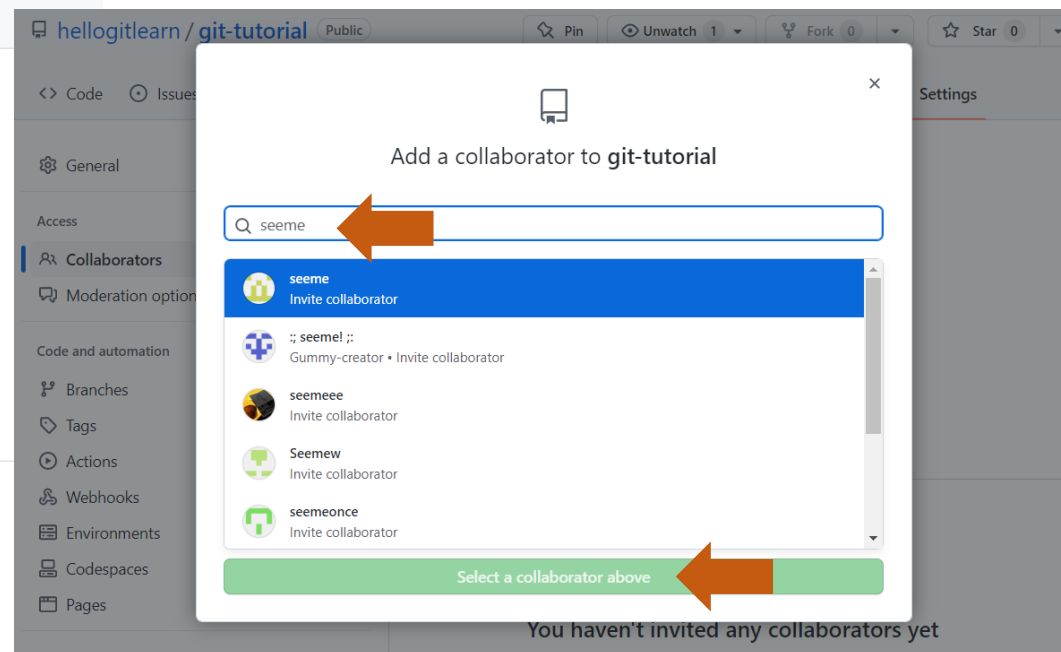 hellogitlearn / git-tutorial Public
Pin Unwatch 1 Fork 0 Star 0
<> Code Issues Settings
Add a collaborator to git-tutorial
General
Access
seeme
Collaborators
seeme
Invite collaborator
Moderation option
:; seeme! ;:
Gummy-creator • Invite collaborator
Code and automation
Branches
seemeee
Invite collaborator
Tags
Actions
Seemew
Invite collaborator
Webhooks
Environments
seemeonce
Invite collaborator
Codespaces
Select a collaborator above
Pages
You haven't invited any collaborators yet